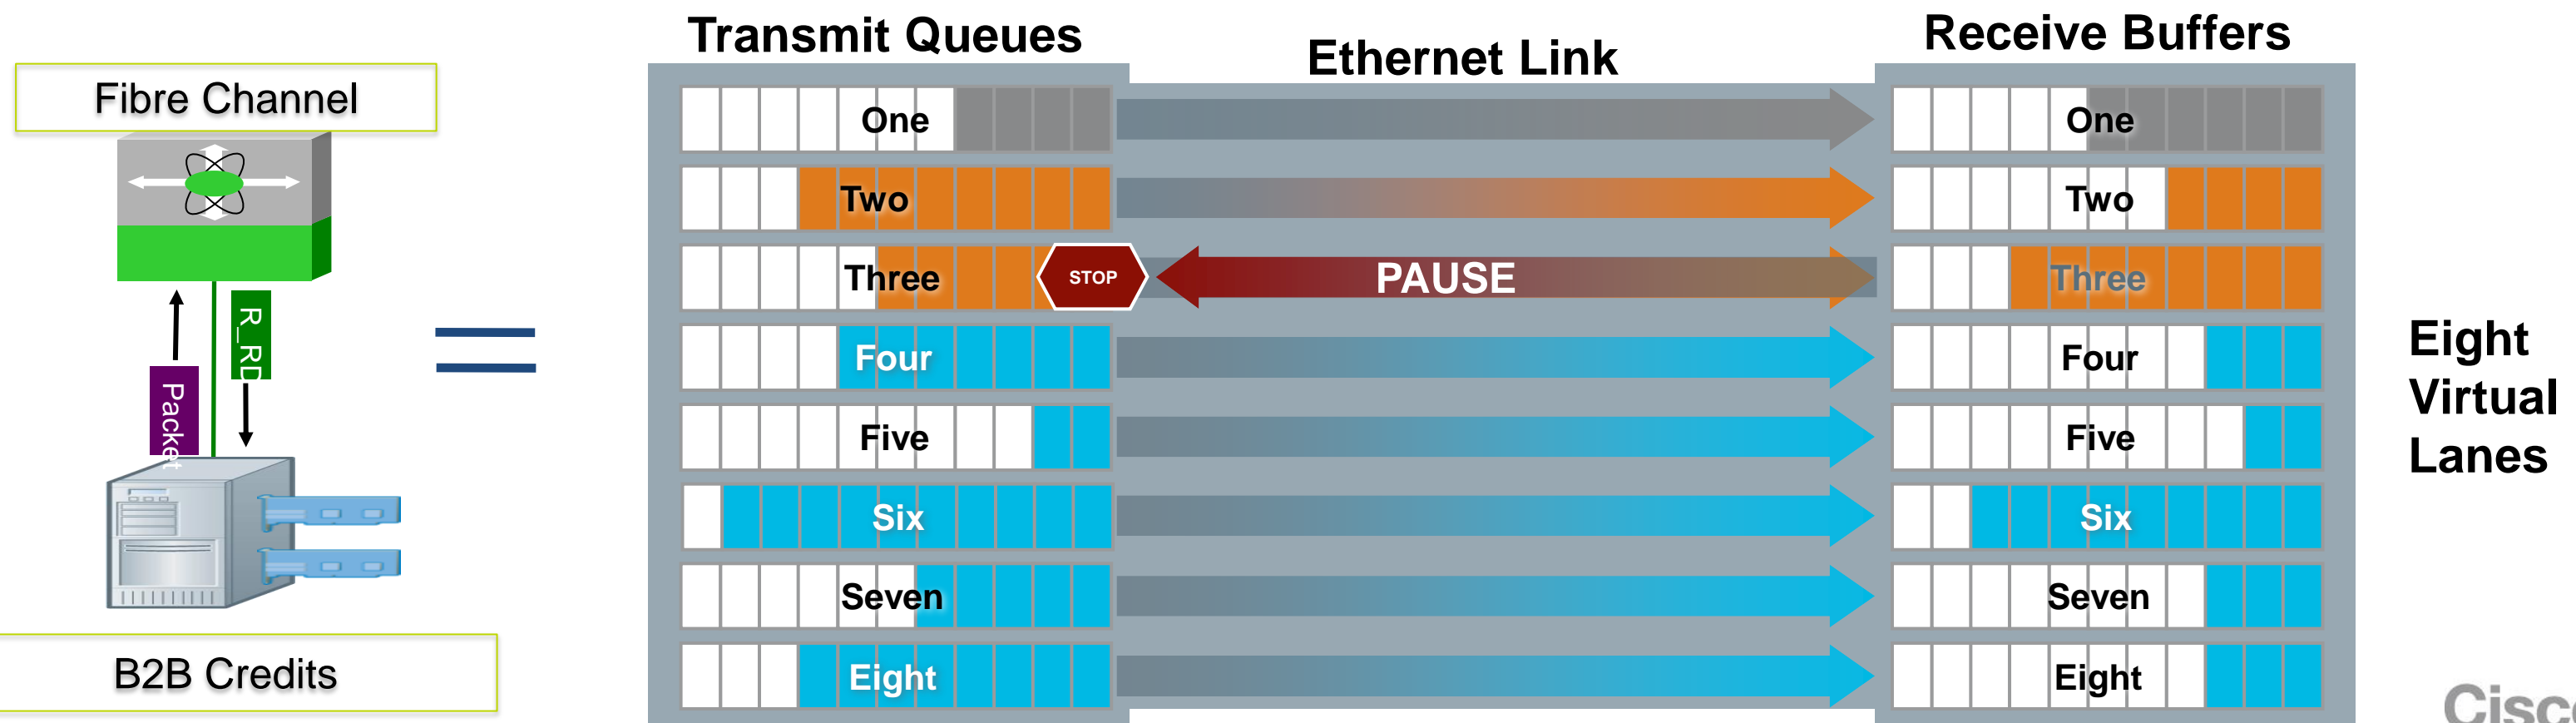 Transmit Queues
Ethernet Link
Receive Buffers
Fibre Channel
One
One
Two
Two
Three
STOP
PAUSE
Three
R_RD
Packet
Four
Four
Eight
Virtual
Lanes
Five
Five
Six
Six
Seven
Seven
B2B Credits
Eight
Eight
Cisc